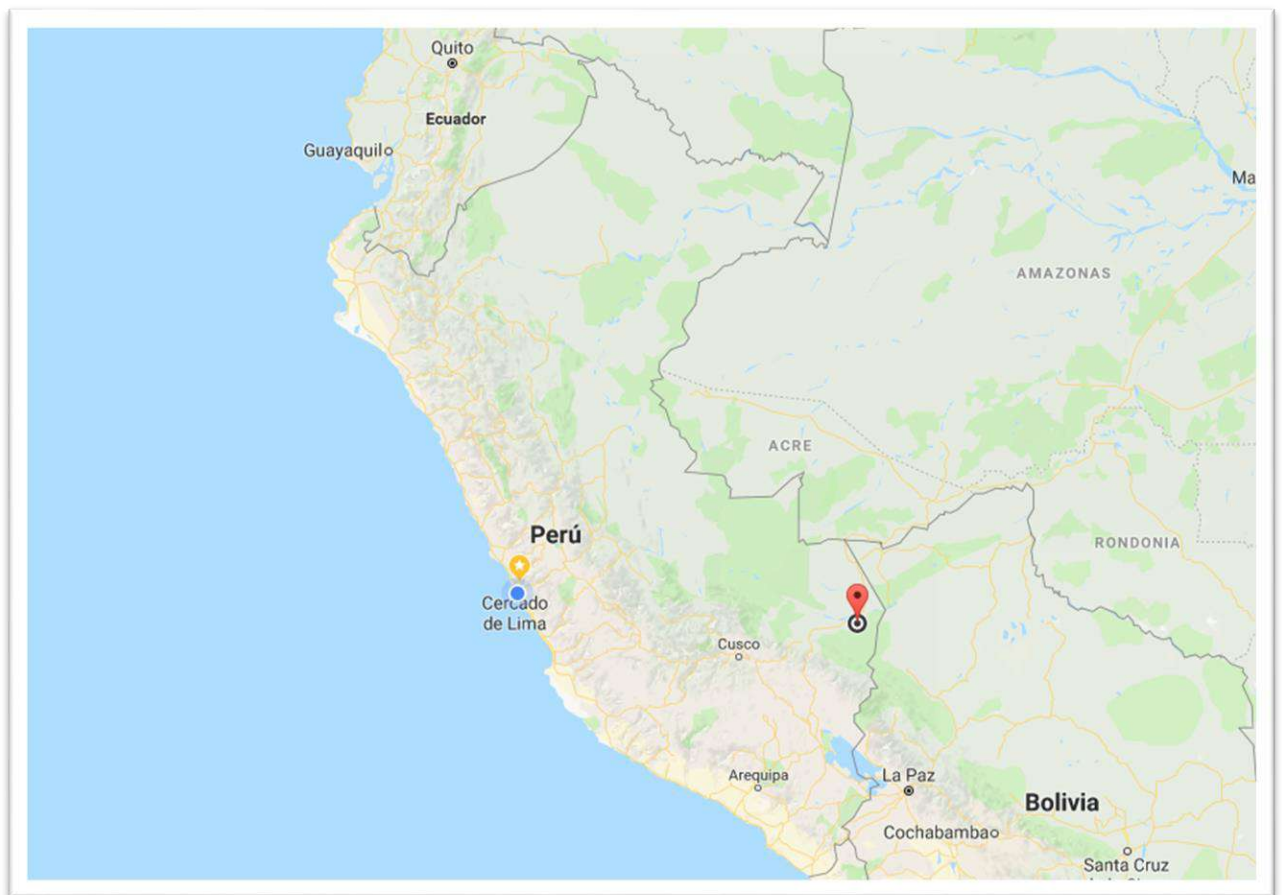 Quito
Ecuador
Guayaquil
Ma
AMAZONAS
ACRE
Perú
RONDONIA
Cercado
de Lima
Cusco
Arequipa
La Paz
Bolivia
Cochabamba
Santa Cruz